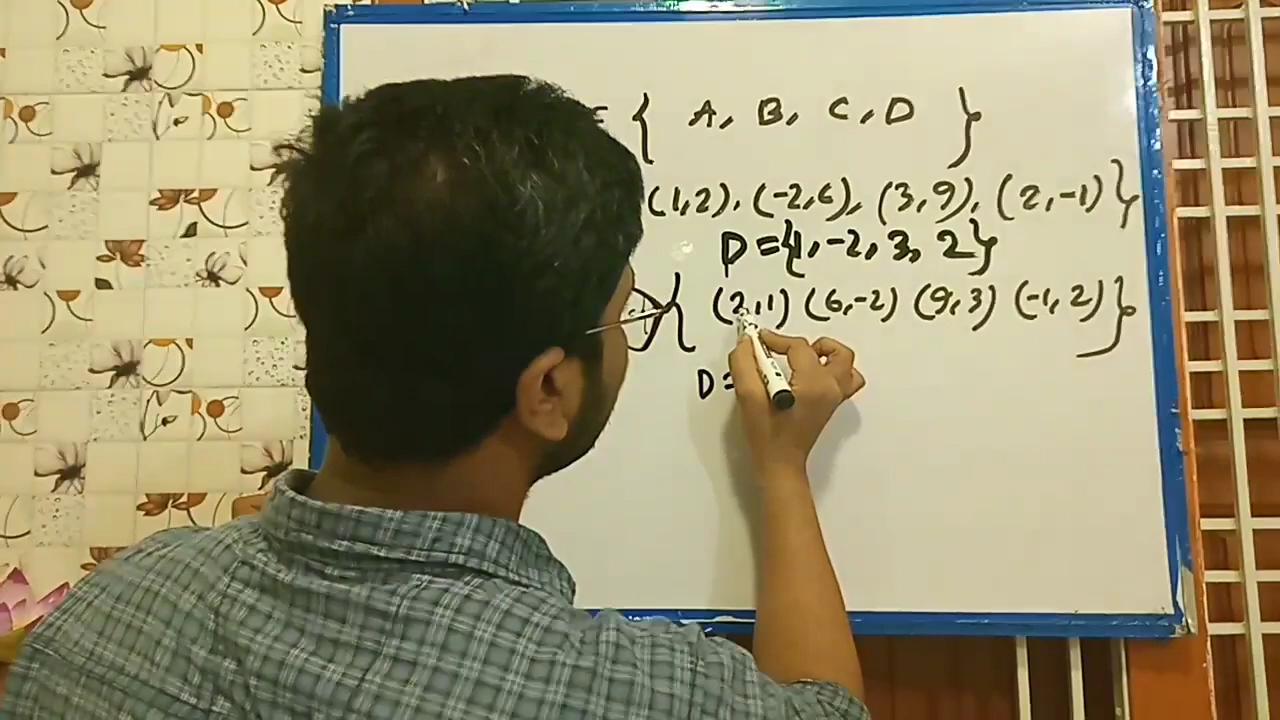 = { A, B, C, D }
(1,2), (-2,6), (3,9), (2,-1)}
D={1,-2, 3, 2}
{ (2,1) (6,-2) (9,3) (-1,2)}
D=